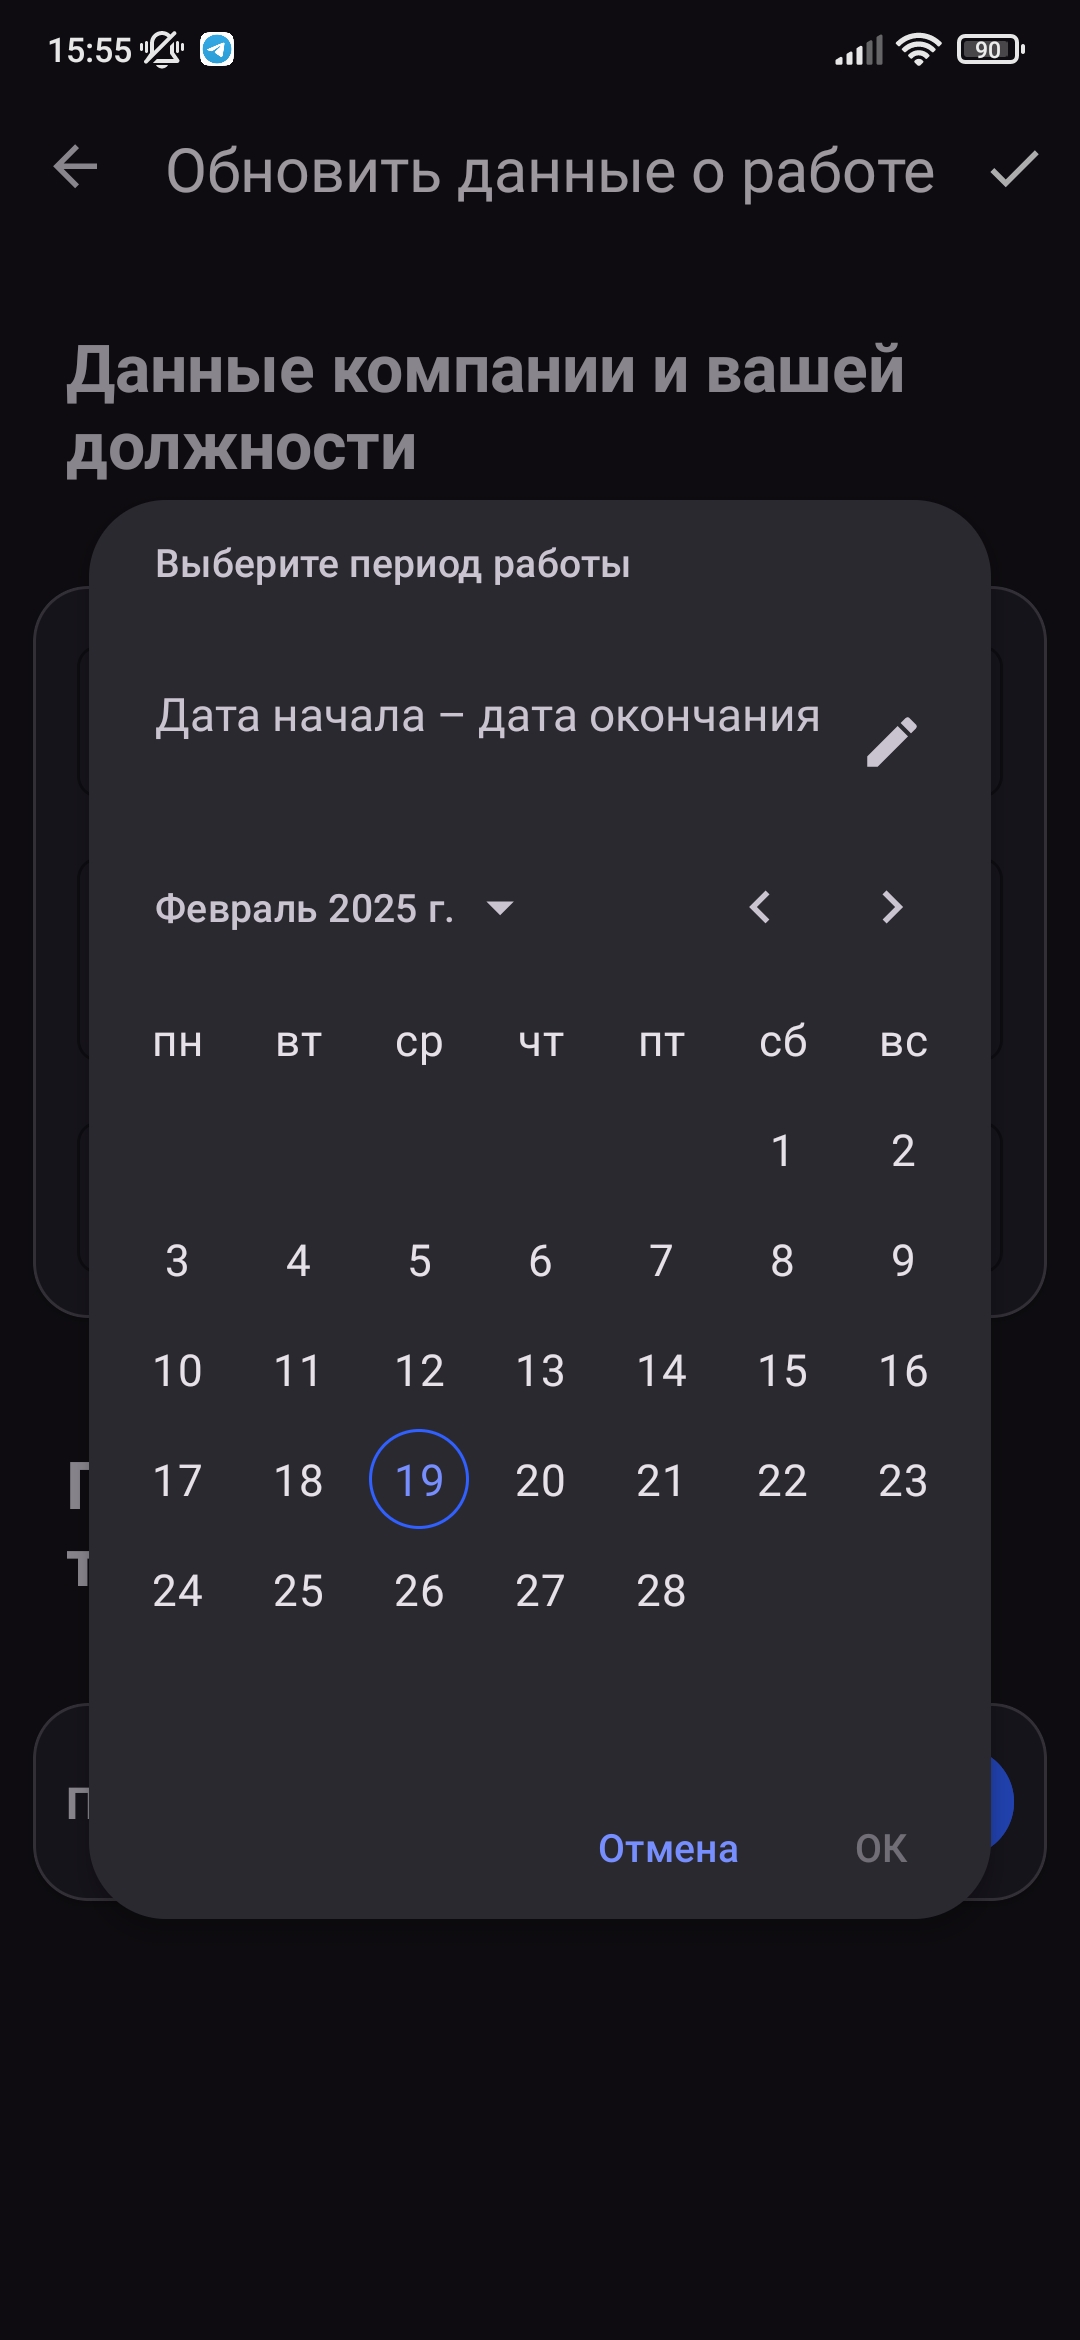 15:55
90
Обновить данные о работе
Данные компании и вашей
должности
Выберите период работы
Дата начала – дата окончания
Февраль 2025 г.
пн вт ср чт пт сб вс
1 2
3 4 5 6 7 8 9
10 11 12 13 14 15 16
17 18 19 20 21 22 23
24 25 26 27 28
Отмена ОК